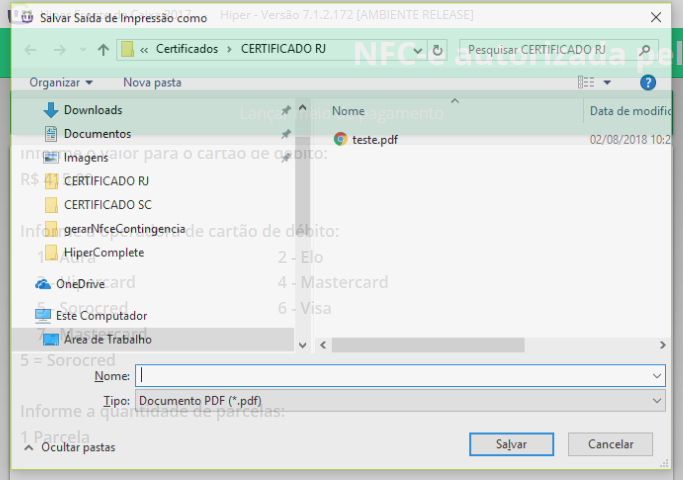 Salvar Saída de Impressão como
Hiper - Versão 7.1.2.172 [AMBIENTE RELEASE]
NFC-e autorizada pel
Certificados
CERTIFICADO RJ
Pesquisar CERTIFICADO RJ
Organizar
Nova pasta
Lançamento de pagamento
Downloads
Documentos
Imagens
CERTIFICADO RJ
CERTIFICADO SC
gerarNfceContingencia
HiperComplete
OneDrive
Este Computador
Área de Trabalho
Nome
Data de modific
teste.pdf
02/08/2018 10:2
Informe o valor para o cartão de débito:
R$ 4
Informe a operadora de cartão de débito:
1 - Aura
2 - Elo
3 - Hipercard
4 - Mastercard
5 - Sorocred
6 - Visa
7 - Mastercard
5 = Sorocred
Informe a quantidade de parcelas:
1 Parcela
Nome:
Tipo:
Documento PDF (*.pdf)
Ocultar pastas
Salvar
Cancelar